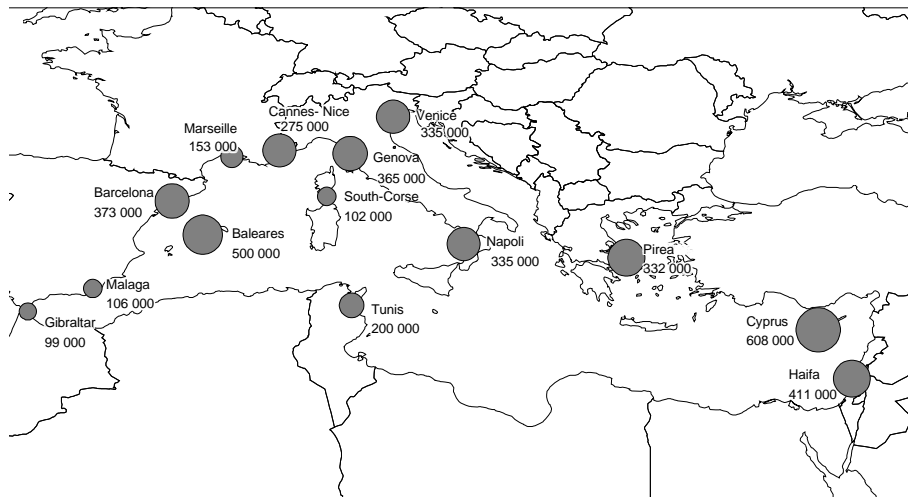 Cannes- Nice
275 000
Venice
335 000
Marseille
153 000
Genova
365 000
Barcelona
373 000
South-Corse
102 000
Baleares
500 000
Napoli
335 000
Pirea
332 000
Malaga
106 000
Gibraltar
99 000
Tunis
200 000
Cyprus
608 000
Haifa
411 000